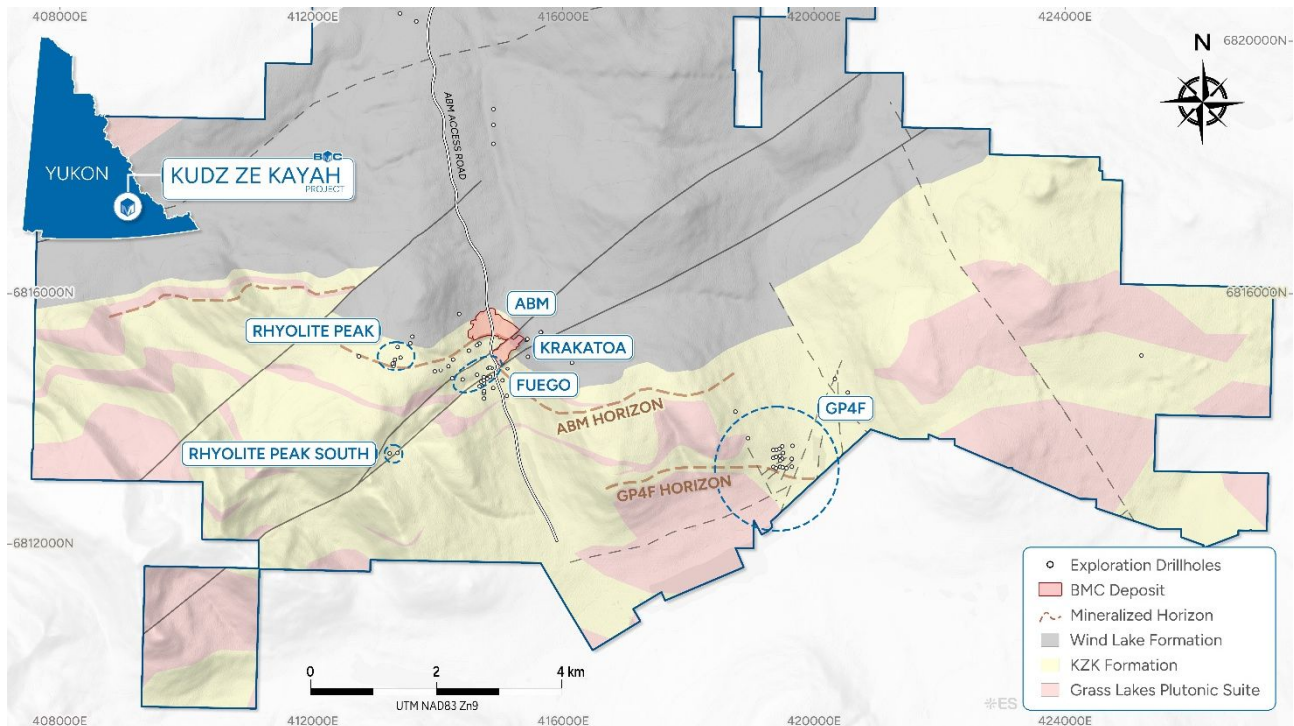 408000E
412000E
416000E
420000E
424000E
6820000N
N
YUKON
BMC
KUDZ ZE KAYAH
PROJECT
ABM ACCESS ROAD
6816000N
6816000N
ABM
RHYOLITE PEAK
KRAKATOA
FUEGO
ABM HORIZON
GP4F
RHYOLITE PEAK SOUTH
GP4F HORIZON
6812000N
Exploration Drillholes
BMC Deposit
Mineralized Horizon
Wind Lake Formation
KZK Formation
Grass Lakes Plutonic Suite
0
2
4 km
UTM NAD83 Zn9
ES
408000E
412000E
416000E
420000E
424000E